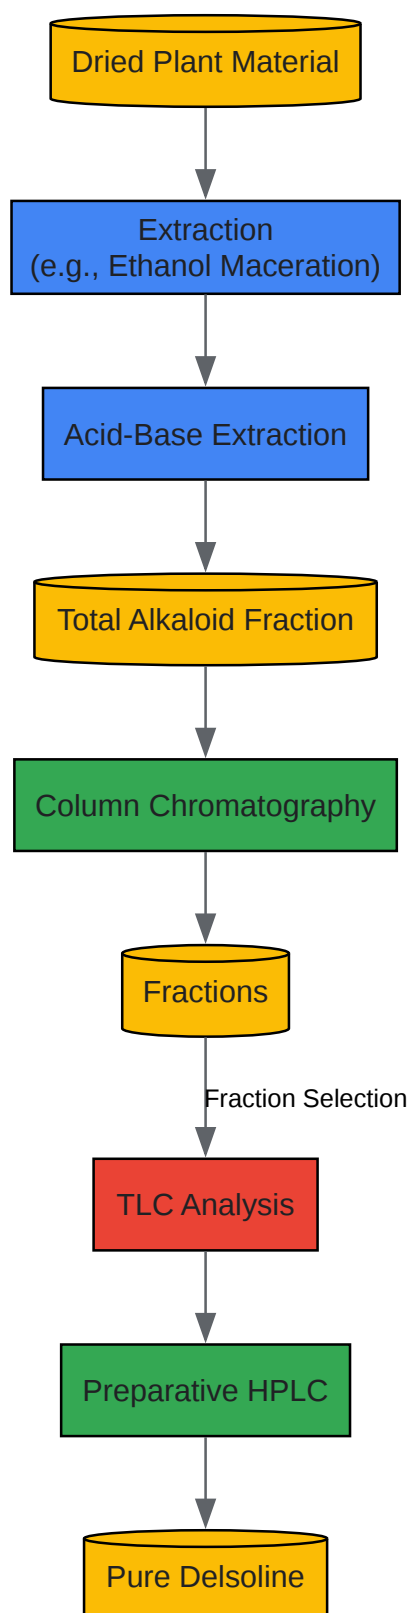 Dried Plant Material
Extraction
(e.g., Ethanol Maceration)
Acid-Base Extraction
Total Alkaloid Fraction
Column Chromatography
Fractions
Fraction Selection
TLC Analysis
Preparative HPLC
Pure Delsoline